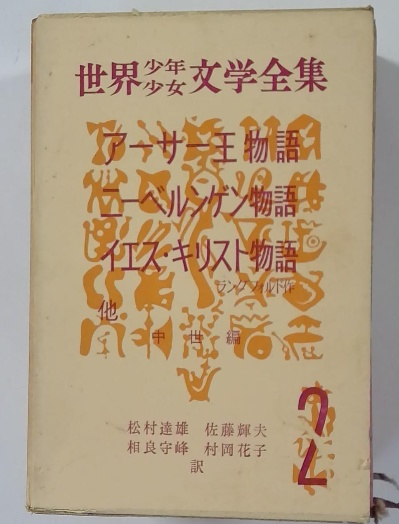 世界少年少女文学全集
アーサー王物語
ニーベルンゲン物語
イエス・キリスト物語
ラングフォルド作
他
中世編
2
松村達雄 佐藤輝夫
相良守峰 村岡花子
訳